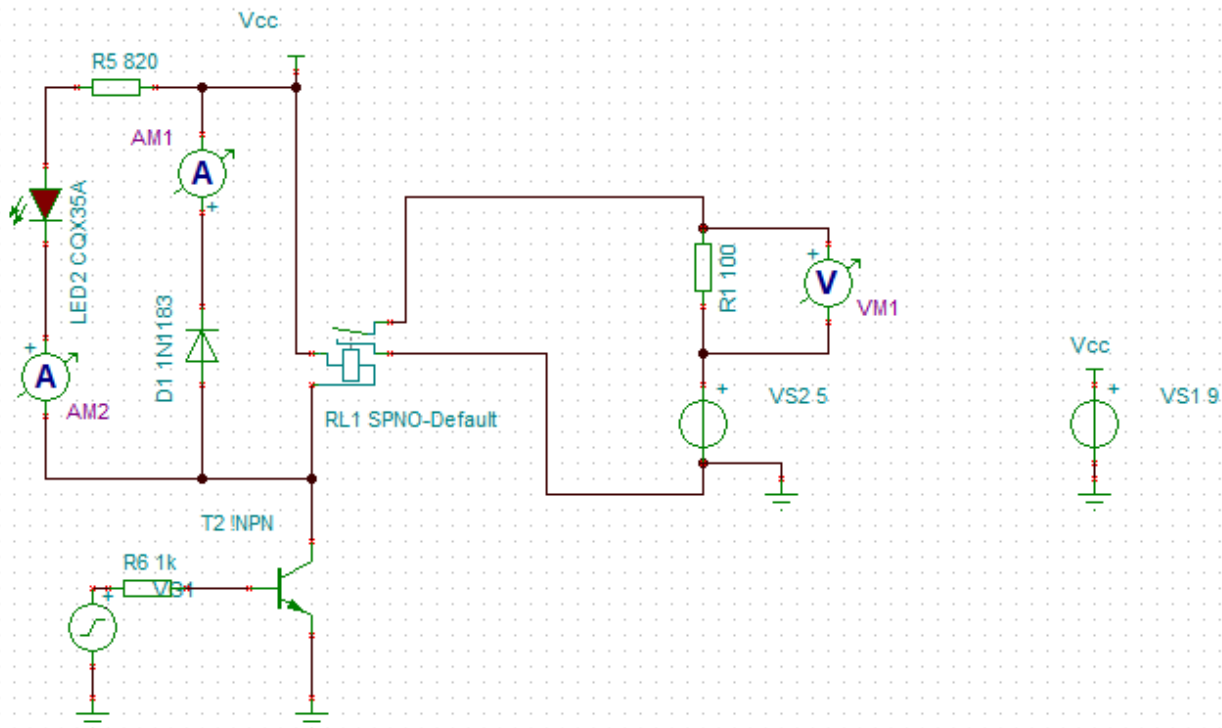 Vcc
R5 820
AM1
A
LED2 CQX35A
+
D1 1N1183
R1 100
+
V
VM1
+
A
AM2
RL1 SPNO-Default
VS2 5
+
Vcc
+
VS1 9
T2 !NPN
R6 1k
VG1
+